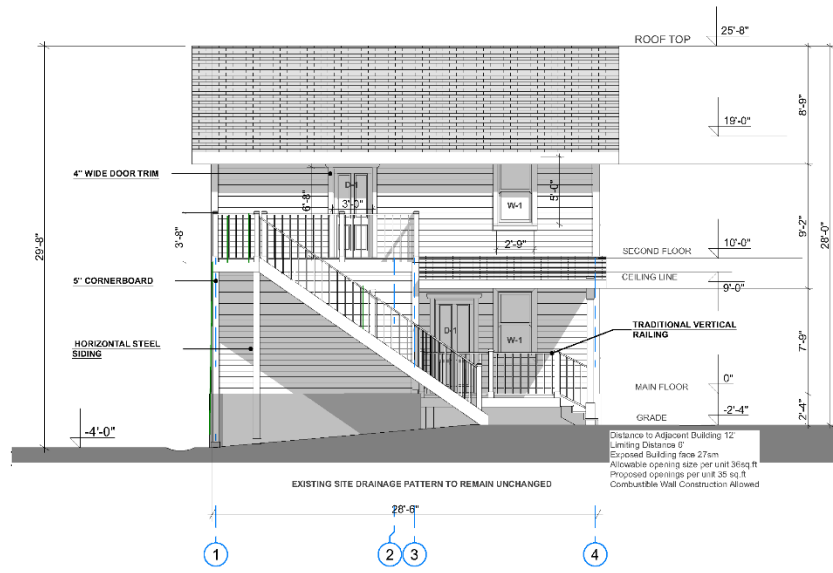 25'-8"
ROOF TOP
19'-0"
8'-9"
4" WIDE DOOR TRIM
D-1
6'-8"
3'-0"
W-1
5'-0"
2'-9"
3'-8"
29'-8"
9'-2"
28'-0"
SECOND FLOOR
10'-0"
CEILING LINE
9'-0"
5" CORNERBOARD
HORIZONTAL STEEL
SIDING
D-1
W-1
TRADITIONAL VERTICAL
RAILING
7'-9"
MAIN FLOOR
0"
GRADE
-2'-4"
2'-4"
-4'-0"
Distance to Adjacent Building 12'
Limiting Distance 6'
Exposed Building face 27sm
Allowable opening size per unit 36sq.ft
Proposed openings per unit 35 sq.ft
Combustible Wall Construction Allowed
EXISTING SITE DRAINAGE PATTERN TO REMAIN UNCHANGED
28'-6"
1
2
3
4